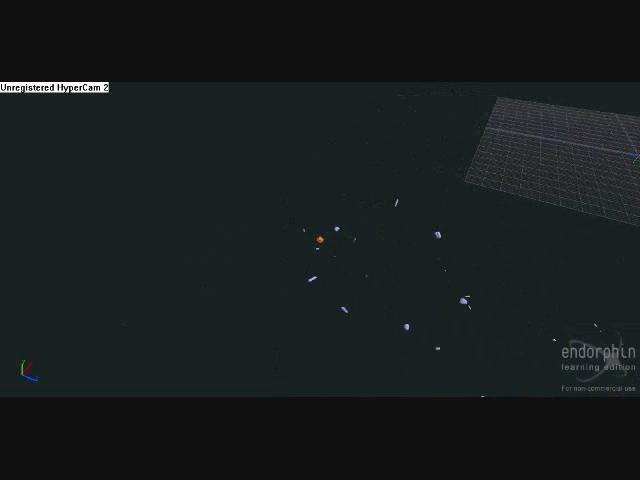 Unregistered HyperCam 2
endorphin
learning edition
For non-commercial use